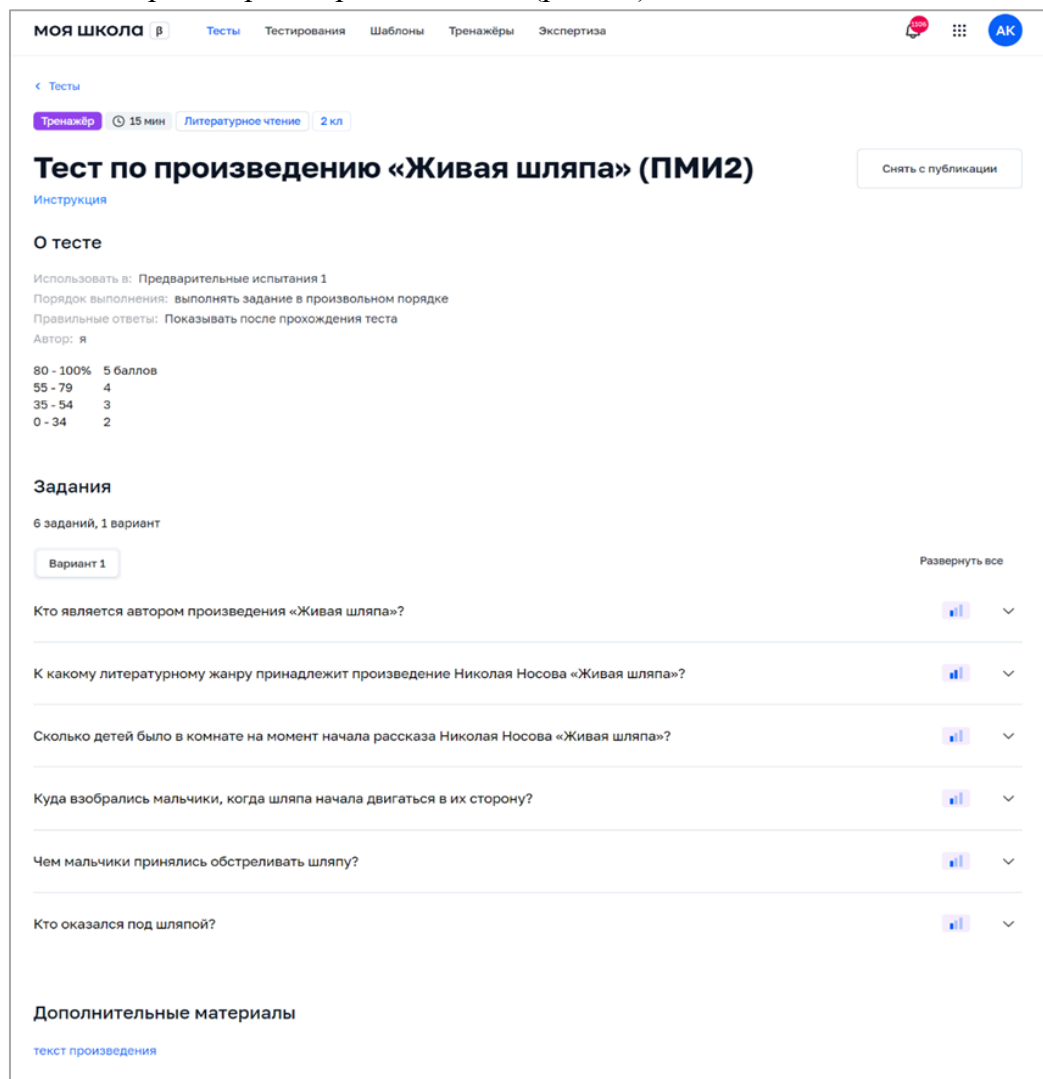 моя школа β Тесты Тестирования Шаблоны Тренажёры Экспертиза 1106 АК
< Тесты
Тренажёр 15 мин Литературное чтение 2 кл
Тест по произведению «Живая шляпа» (ПМИ2) Снять с публикации
Инструкция
О тесте
Использовать в: Предварительные испытания 1
Порядок выполнения: выполнять задание в произвольном порядке
Правильные ответы: Показывать после прохождения теста
Автор: я
80 - 100% 5 баллов
55 - 79 4
35 - 54 3
0 - 34 2
Задания
6 заданий, 1 вариант
Вариант 1 Развернуть все
Кто является автором произведения «Живая шляпа»?
К какому литературному жанру принадлежит произведение Николая Носова «Живая шляпа»?
Сколько детей было в комнате на момент начала рассказа Николая Носова «Живая шляпа»?
Куда взобрались мальчики, когда шляпа начала двигаться в их сторону?
Чем мальчики принялись обстреливать шляпу?
Кто оказался под шляпой?
Дополнительные материалы
текст произведения